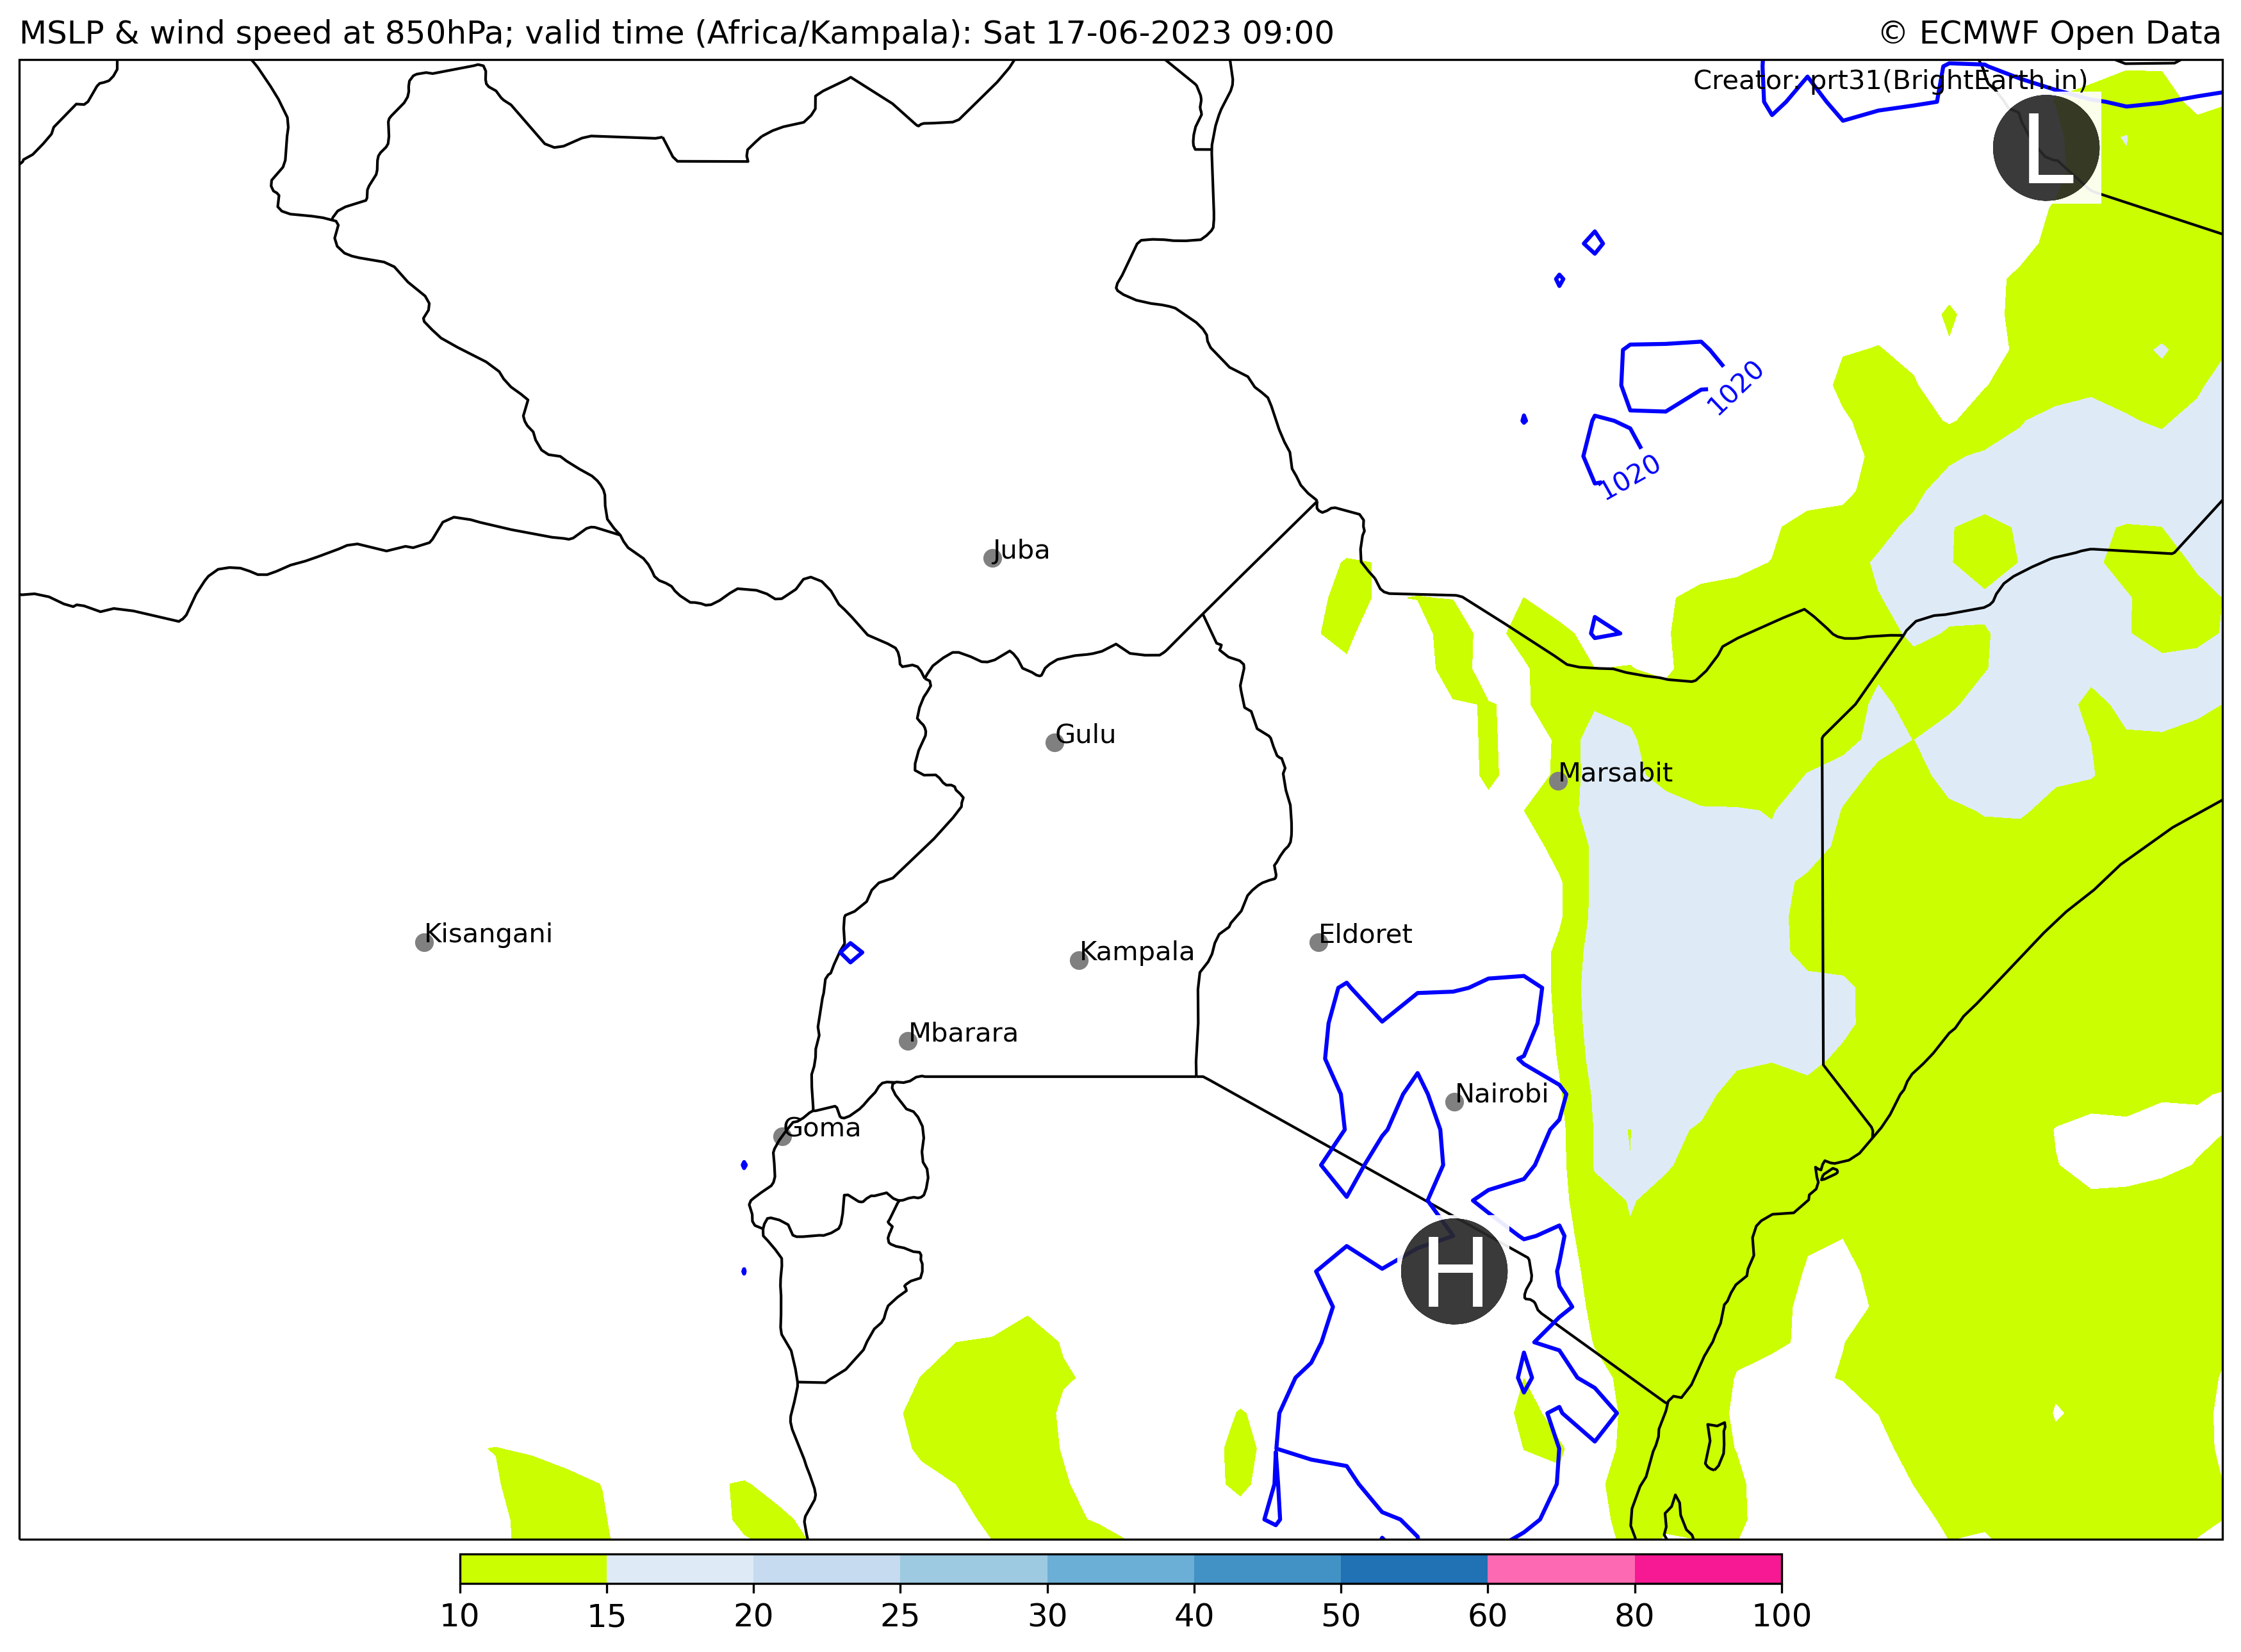 MSLP & wind speed at 850hPa; valid time (Africa/Kampala): Sat 17-06-2023 09:00
© ECMWF Open Data
Creator: prt31(BrightEarth.in)
L
1020
1020
Juba
Gulu
Marsabit
Kisangani
Eldoret
Kampala
Mbarara
Nairobi
Goma
H
10 15 20 25 30 40 50 60 80 100